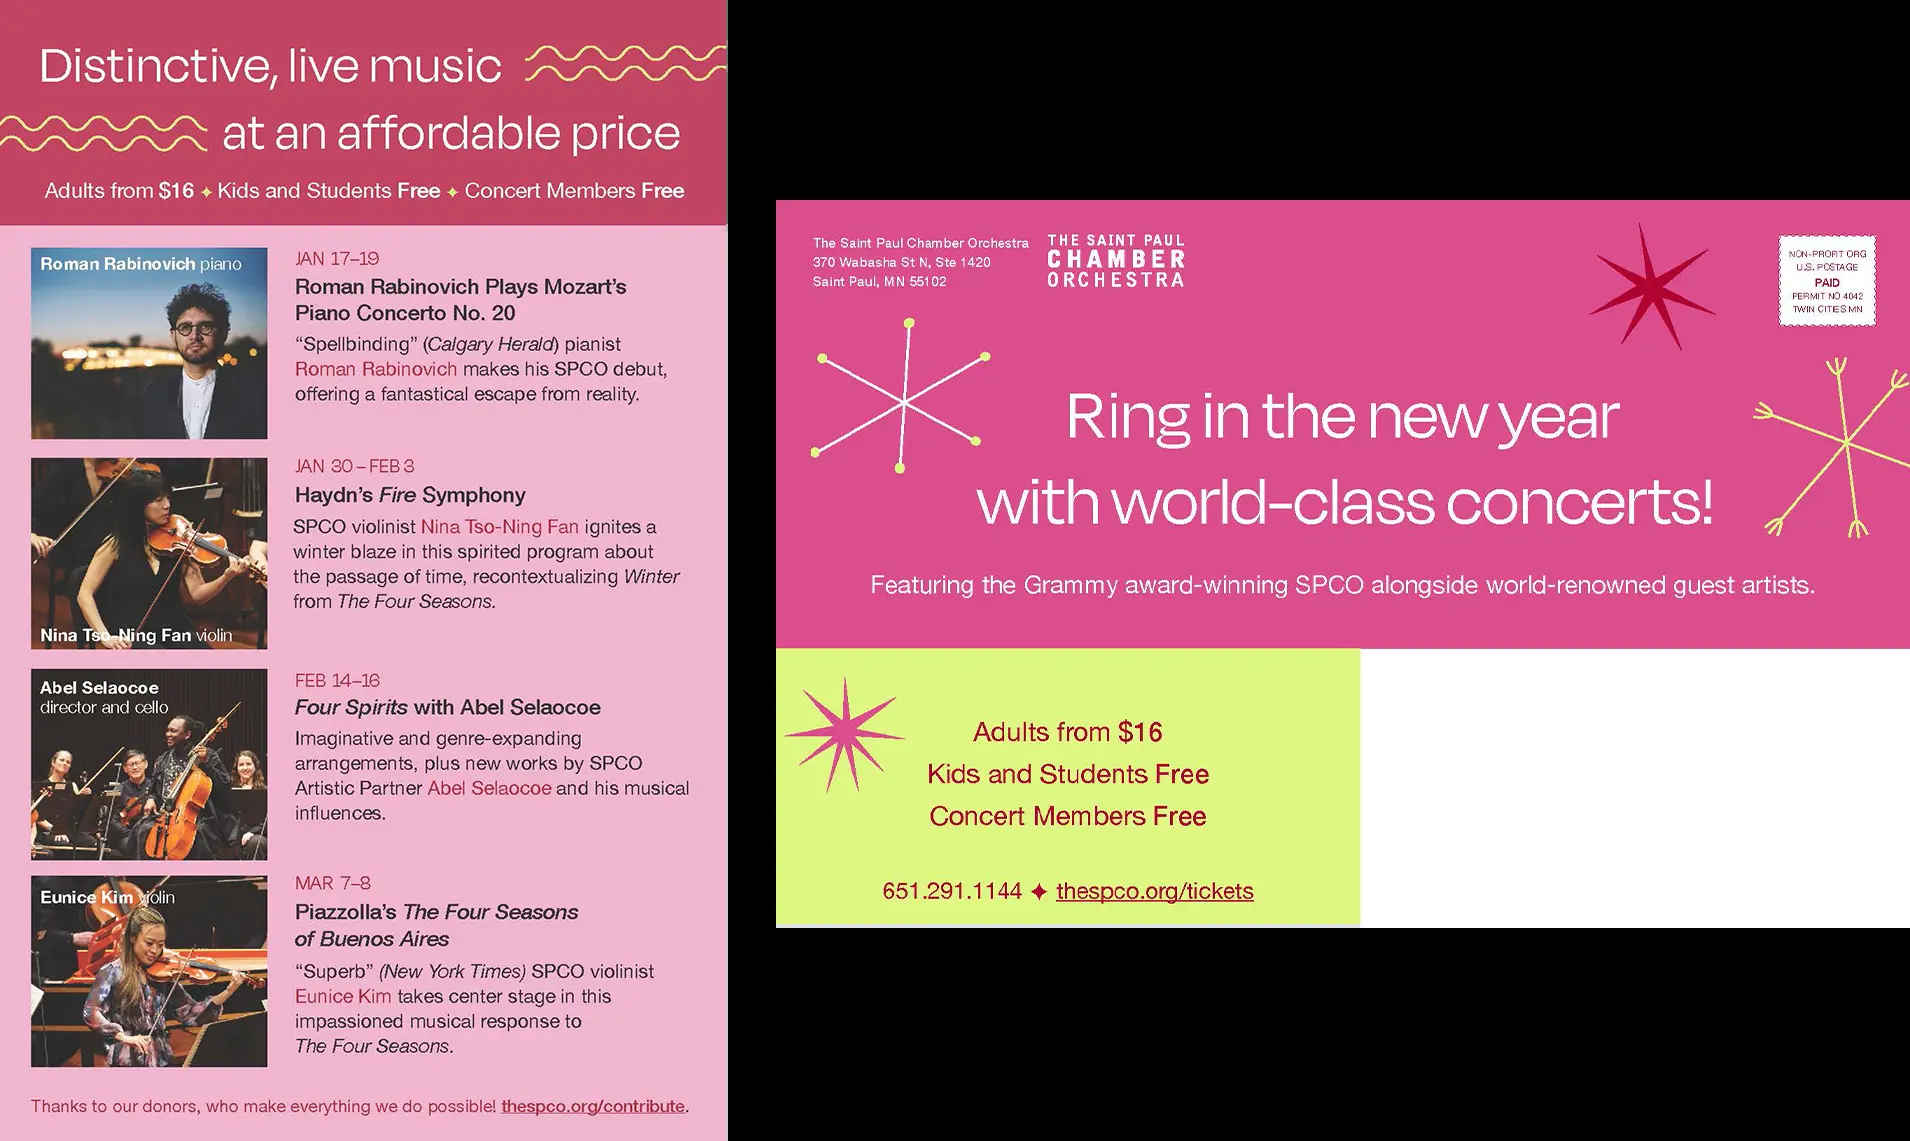 Distinctive, live music
at an affordable price
Adults from $16 ✦ Kids and Students Free ✦ Concert Members Free
Roman Rabinovich piano
JAN 17–19
Roman Rabinovich Plays Mozart’s
Piano Concerto No. 20
“Spellbinding” (Calgary Herald) pianist
Roman Rabinovich makes his SPCO debut,
offering a fantastical escape from reality.
Nina Tso-Ning Fan violin
JAN 30 – FEB 3
Haydn’s Fire Symphony
SPCO violinist Nina Tso-Ning Fan ignites a
winter blaze in this spirited program about
the passage of time, recontextualizing Winter
from The Four Seasons.
Abel Selaocoe
director and cello
FEB 14–16
Four Spirits with Abel Selaocoe
Imaginative and genre-expanding
arrangements, plus new works by SPCO
Artistic Partner Abel Selaocoe and his musical
influences.
Eunice Kim violin
MAR 7–8
Piazzolla’s The Four Seasons
of Buenos Aires
“Superb” (New York Times) SPCO violinist
Eunice Kim takes center stage in this
impassioned musical response to
The Four Seasons.
Thanks to our donors, who make everything we do possible! thespco.org/contribute.
The Saint Paul Chamber Orchestra
370 Wabasha St N, Ste 1420
Saint Paul, MN 55102
THE SAINT PAUL
CHAMBER
ORCHESTRA
NON-PROFIT ORG
U.S. POSTAGE
PAID
PERMIT NO 4042
TWIN CITIES MN
Ring in the new year
with world-class concerts!
Featuring the Grammy award-winning SPCO alongside world-renowned guest artists.
Adults from $16
Kids and Students Free
Concert Members Free
651.291.1144 ✦ thespco.org/tickets